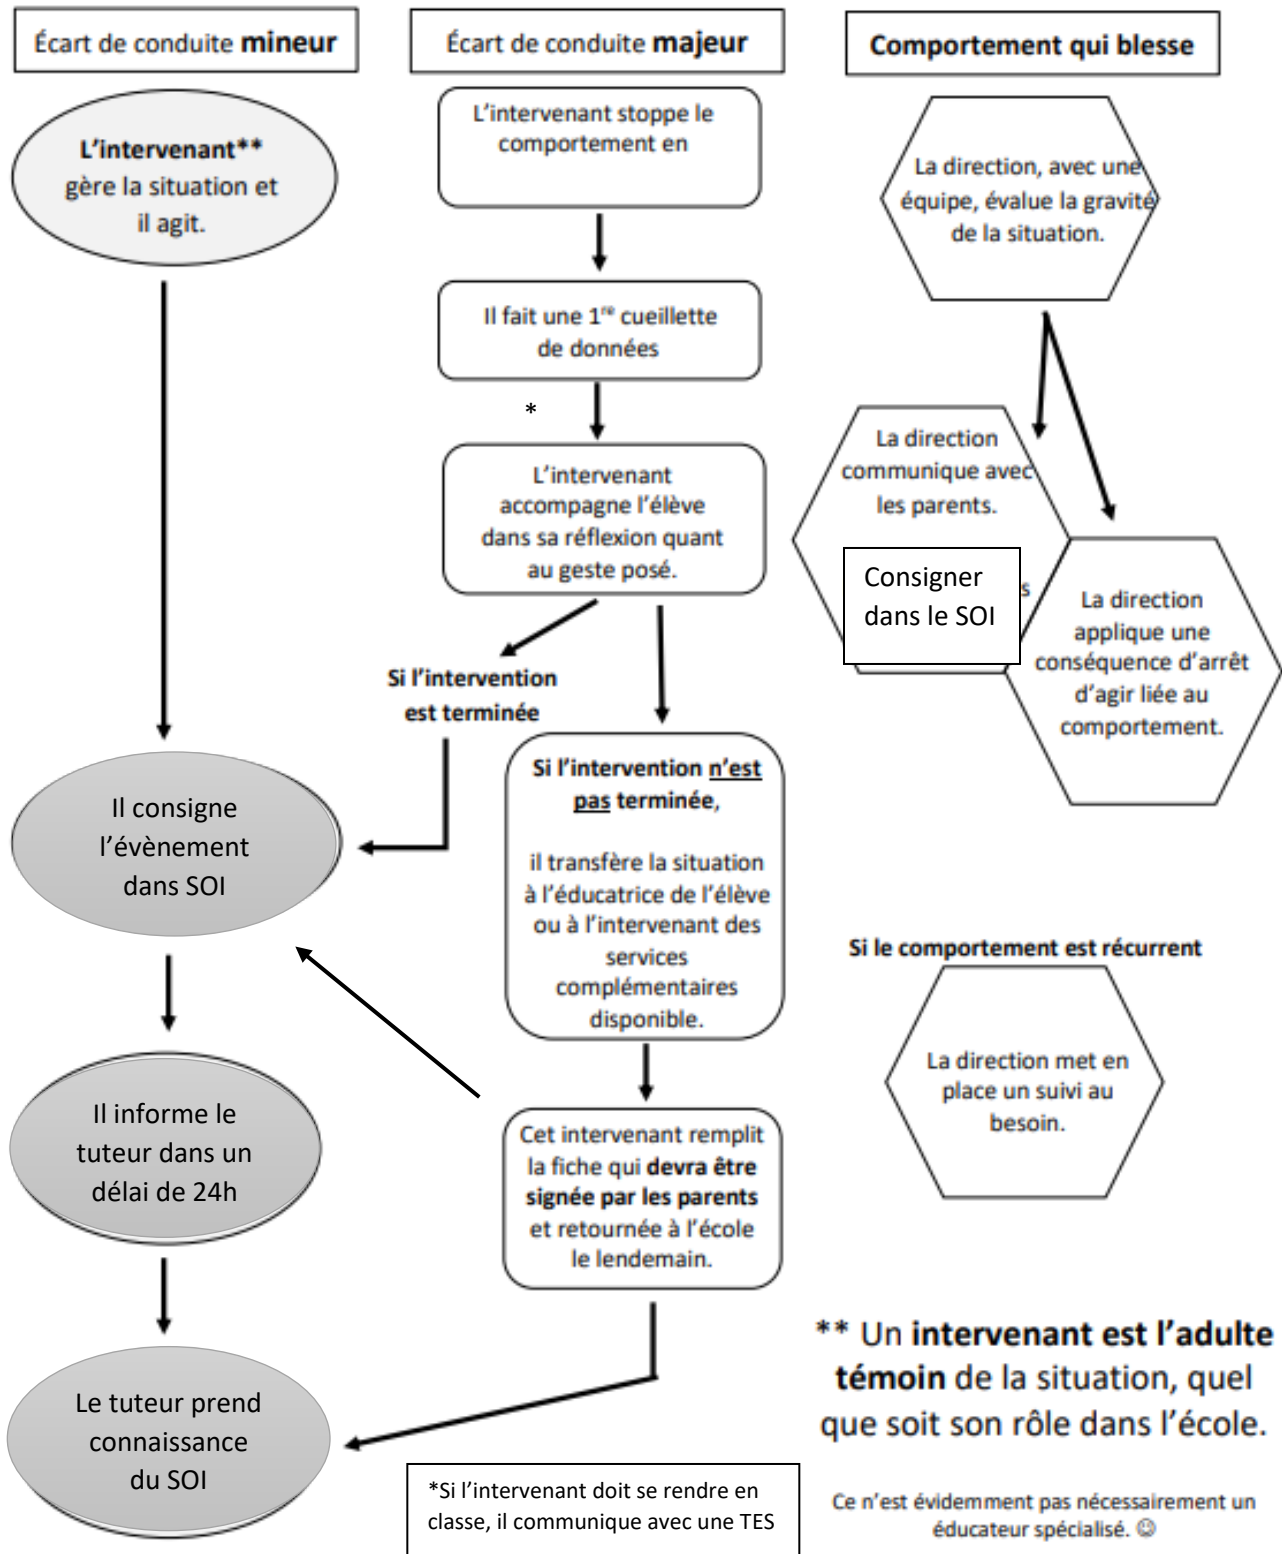 Écart de conduite mineur
L'intervenant**
gère la situation et
il agit.
Il consigne
l'évènement
dans SOI
Il informe le
tuteur dans un
délai de 24h
Le tuteur prend
connaissance
du SOI
Écart de conduite majeur
L'intervenant stoppe le
comportement en
Il fait une 1re cueillette
de données
*
L'intervenant
accompagne l'élève
dans sa réflexion quant
au geste posé.
Si l'intervention
est terminée
Si l'intervention n'est
pas terminée,
il transfère la situation
à l'éducatrice de l'élève
ou à l'intervenant des
services
complémentaires
disponible.
Cet intervenant remplit
la fiche qui devra être
signée par les parents
et retournée à l'école
le lendemain.
*Si l'intervenant doit se rendre en
classe, il communique avec une TES
Comportement qui blesse
La direction, avec une
équipe, évalue la gravité
de la situation.
La direction
communique avec
les parents.
Consigner
dans le SOI
s
La direction
applique une
conséquence d'arrêt
d'agir liée au
comportement.
Si le comportement est récurrent
La direction met en
place un suivi au
besoin.
** Un intervenant est l'adulte
témoin de la situation, quel
que soit son rôle dans l'école.
Ce n'est évidemment pas nécessairement un
éducateur spécialisé. ☺